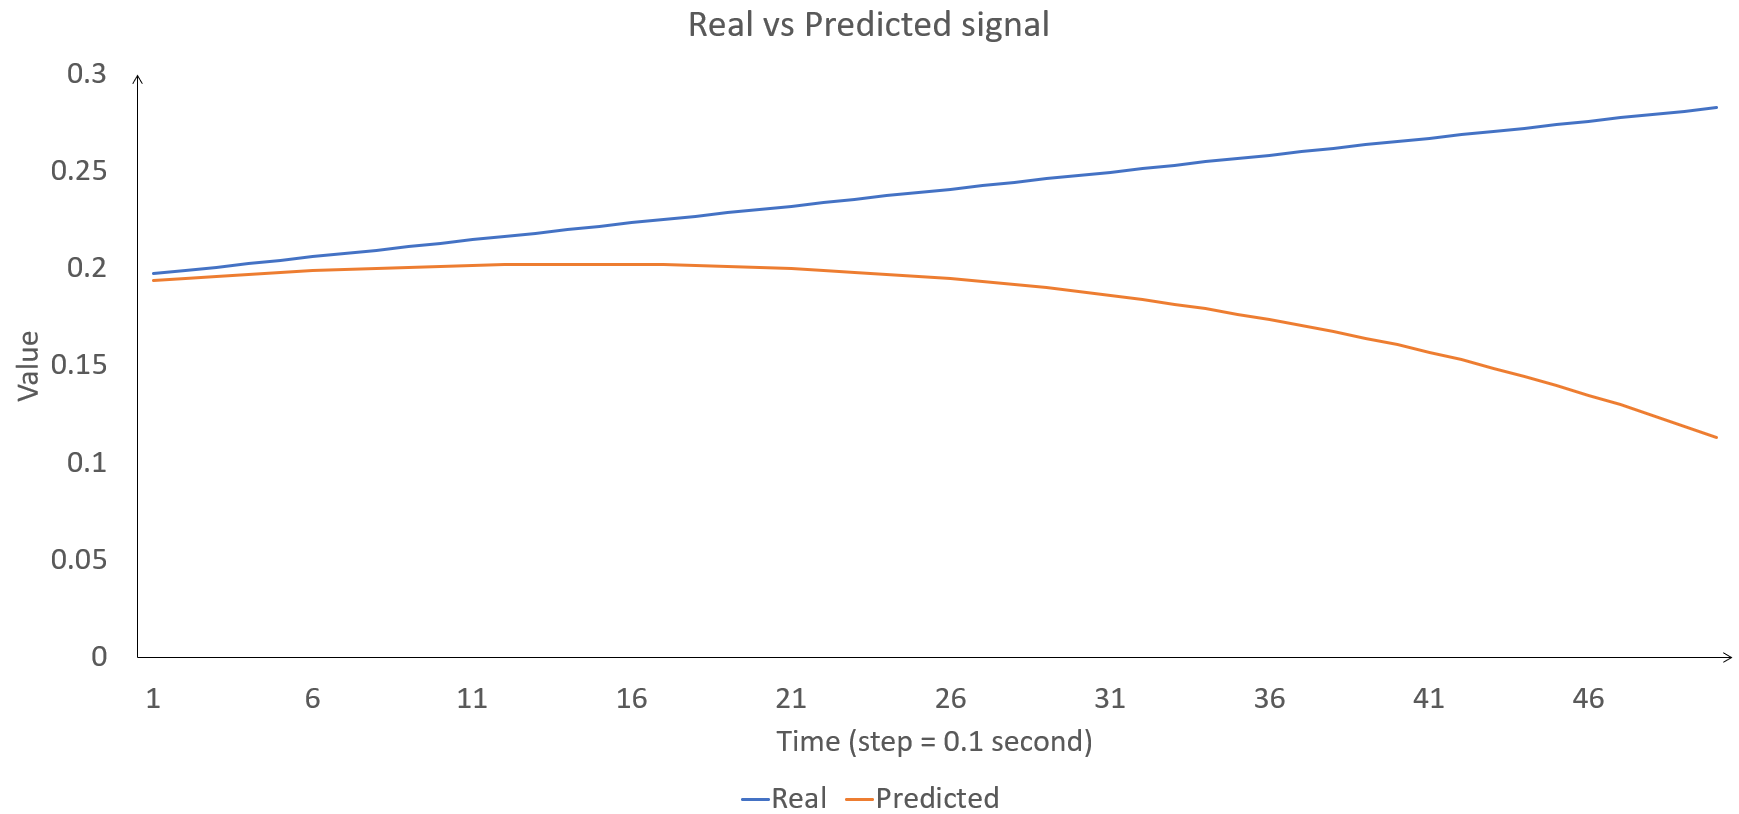 Real vs Predicted signal
0.3
0.25
0.2
0.15
0.1
0.05
0
Value
1 6 11 16 21 26 31 36 41 46
Time (step = 0.1 second)
Real Predicted